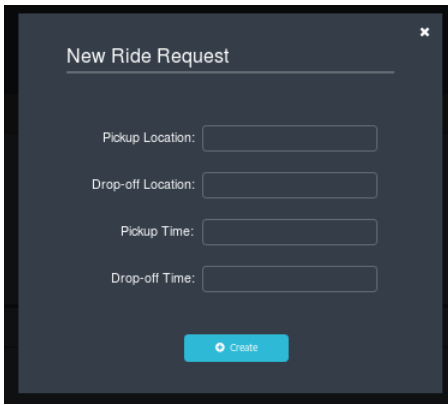 New Ride Request
Pickup Location:
Drop-off Location:
Pickup Time:
Drop-off Time:
Create